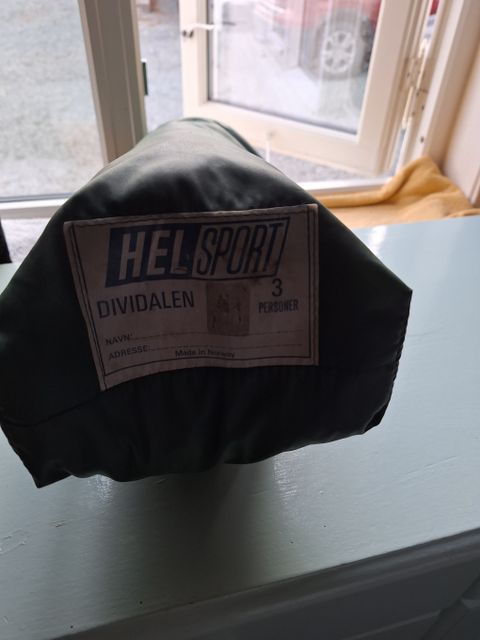 HELSPORT
DIVIDALEN 3
PERSONER
NAVN:
ADRESSE:
Made in Norway